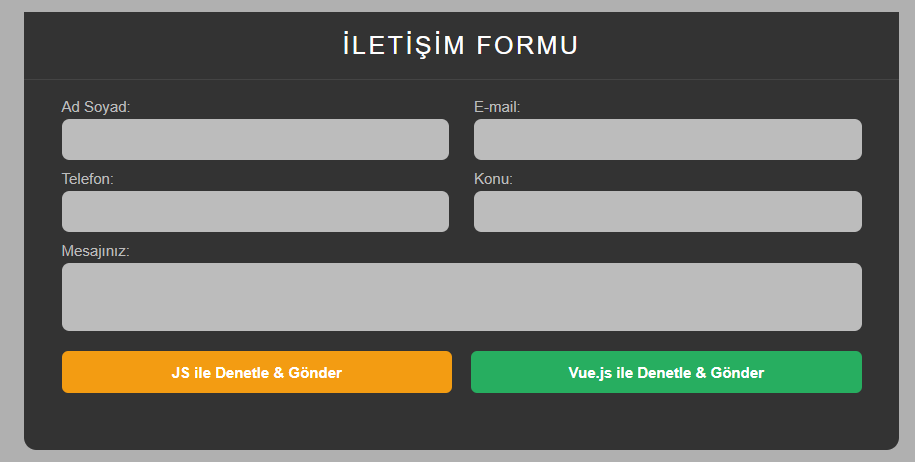 İLETİŞİM FORMU
Ad Soyad:
E-mail:
Telefon:
Konu:
Mesajınız:
JS ile Denetle & Gönder
Vue.js ile Denetle & Gönder